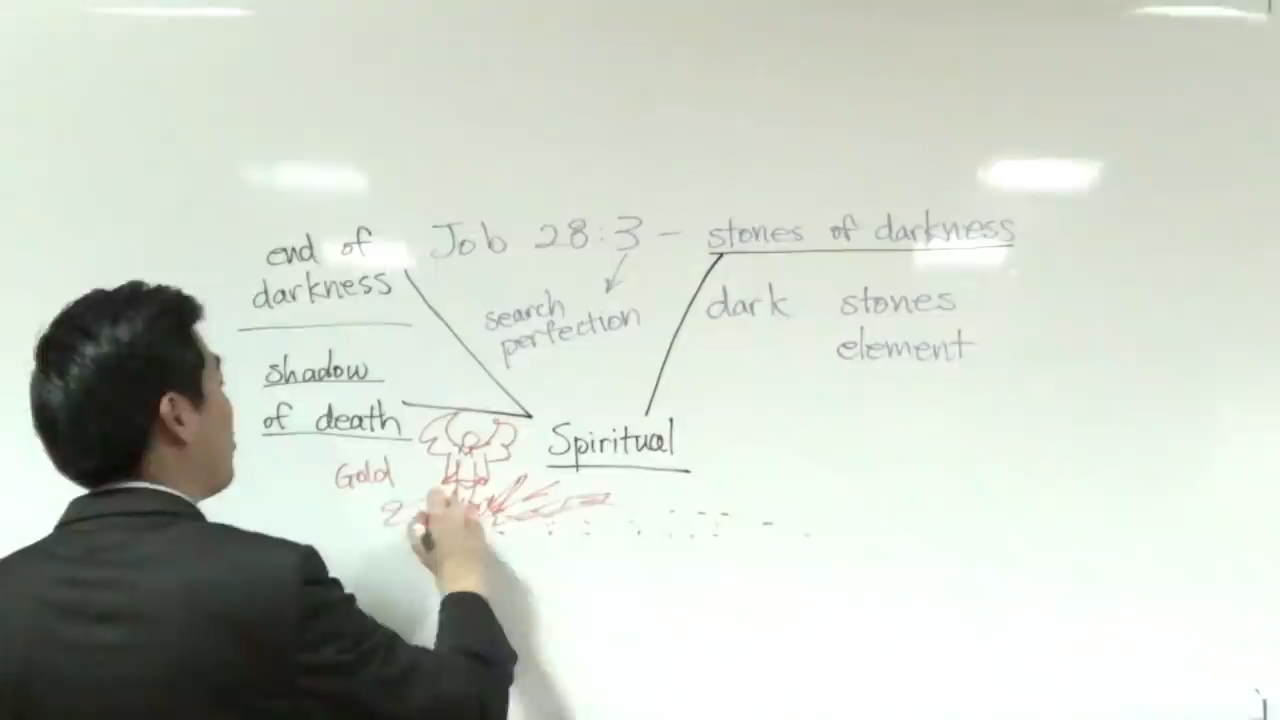 Job 28:3 - stones of darkness
end of
darkness
search
perfection
dark stones
element
shadow
of death
Spiritual
Gold